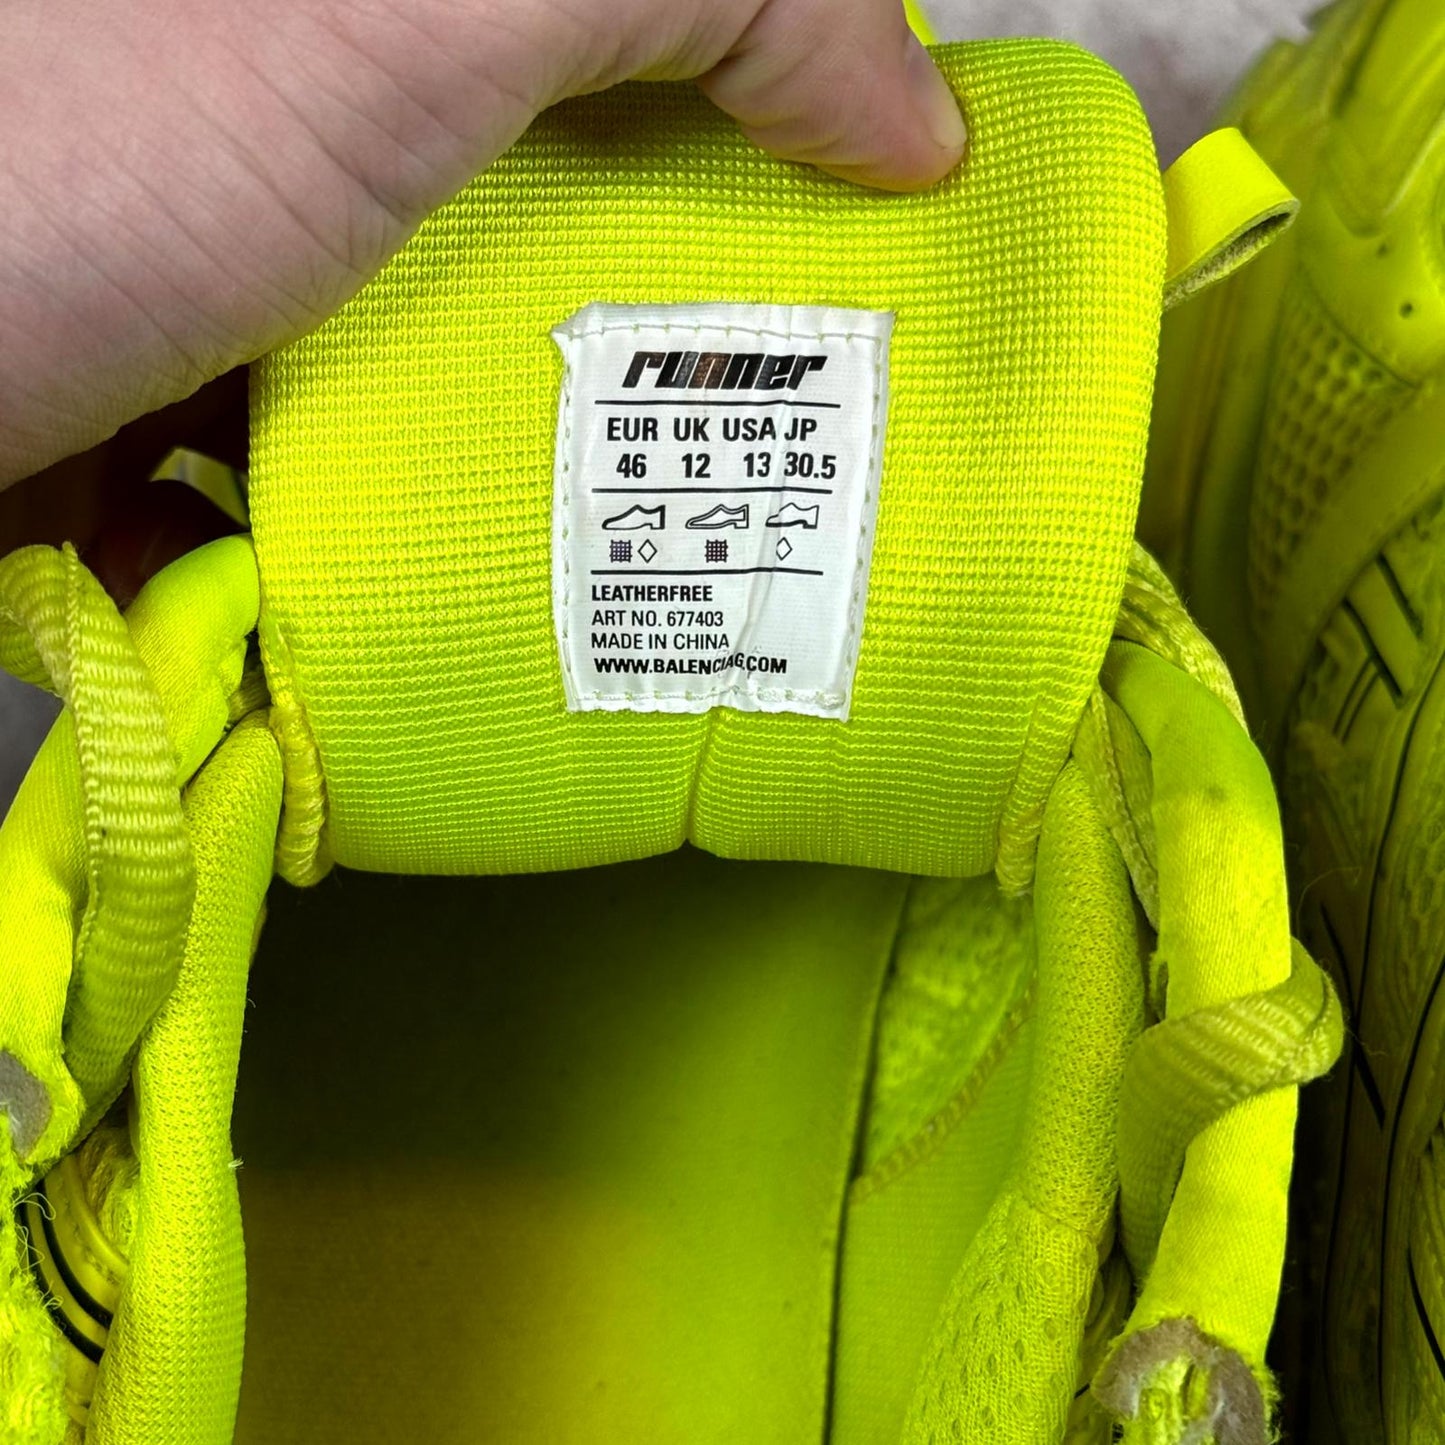 runner
EUR UK USA JP
46 12 13 30.5
LEATHERFREE
ART NO. 677403
MADE IN CHINA
WWW.BALENCIAG.COM